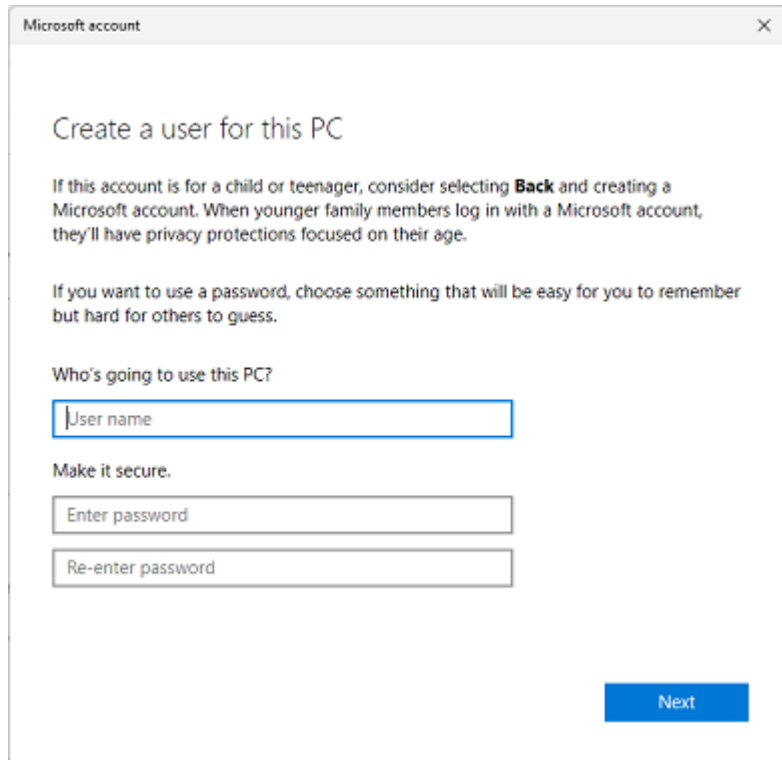 Microsoft account
Create a user for this PC
If this account is for a child or teenager, consider selecting Back and creating a
Microsoft account. When younger family members log in with a Microsoft account,
they'll have privacy protections focused on their age.
If you want to use a password, choose something that will be easy for you to remember
but hard for others to guess.
Who's going to use this PC?
User name
Make it secure.
Enter password
Re-enter password
Next